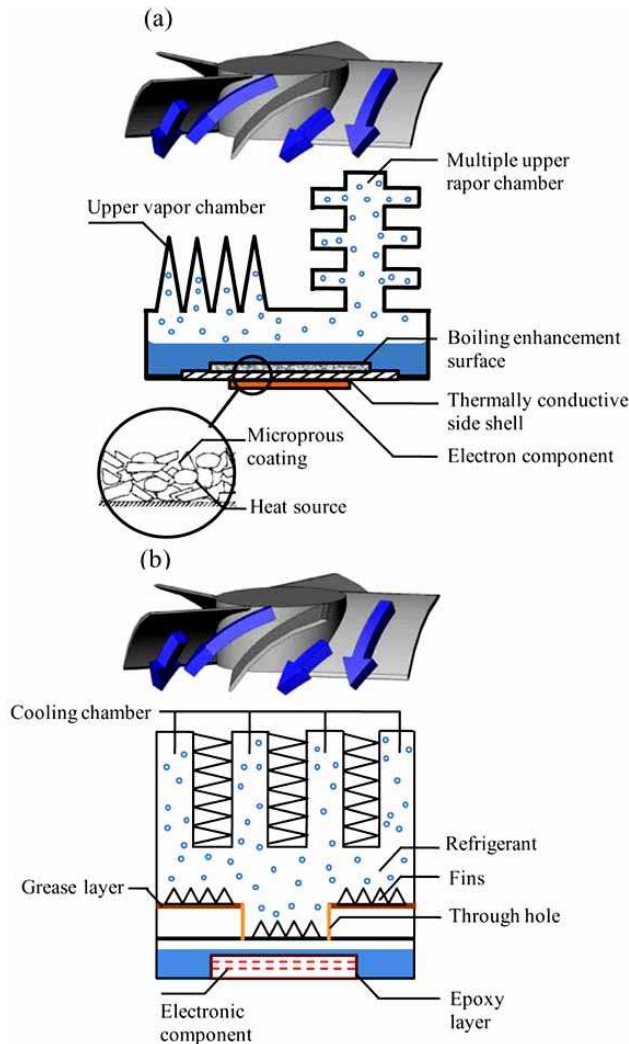 (a)
Multiple upper
rapor chamber
Upper vapor chamber
Boiling enhancement
surface
Thermally conductive
side shell
Microprous
coating
Electron component
Heat source
(b)
Cooling chamber
Refrigerant
Grease layer
Fins
Through hole
Electronic
component
Epoxy
layer